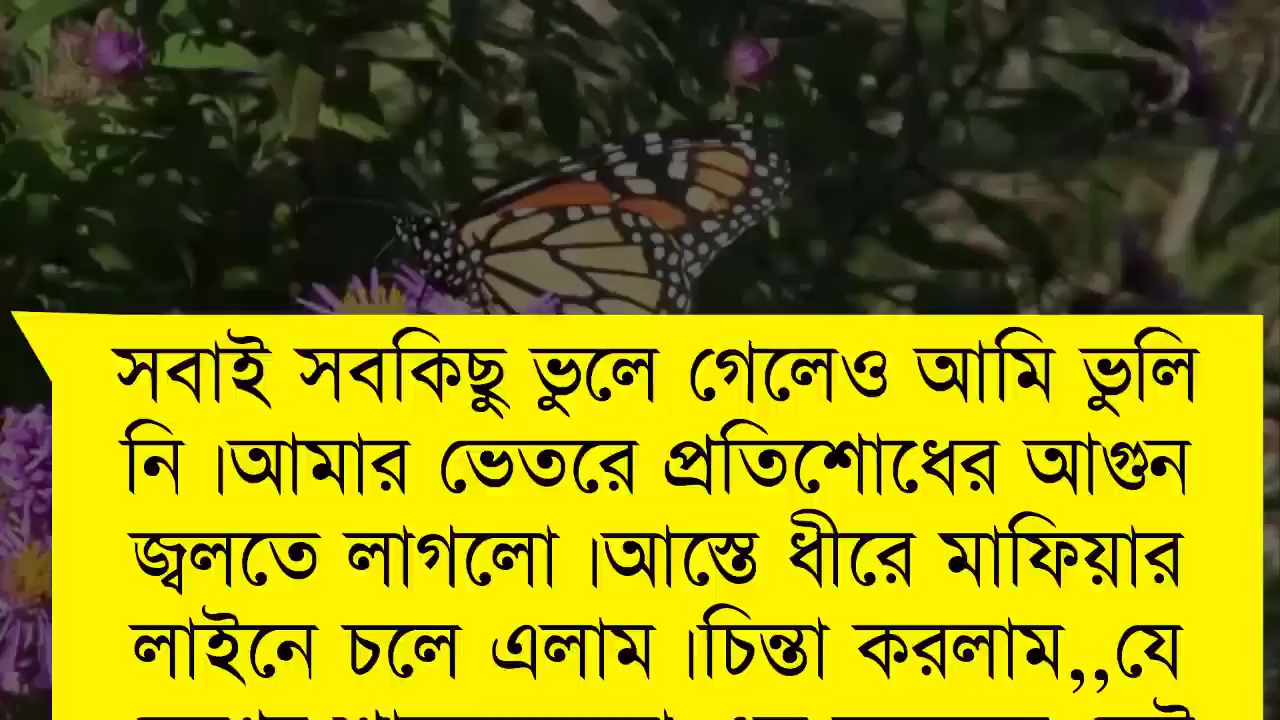 সবাই সবকিছু ভুলে গেলেও আমি ভুলি
নি ।আমার ভেতরে প্রতিশোধের আগুন
জ্বলতে লাগলো ।আস্তে ধীরে মাফিয়ার
লাইনে চলে এলাম ।চিন্তা করলাম,,যে